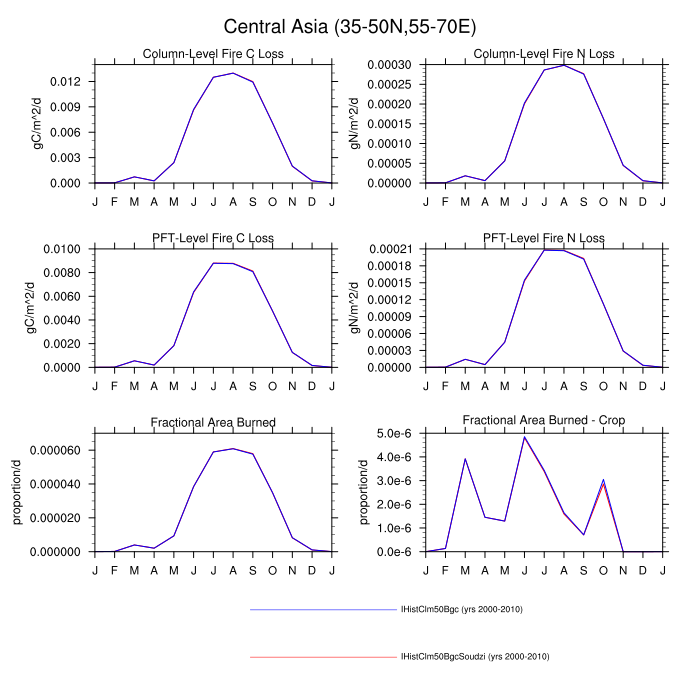 Central Asia (35-50N,55-70E)
Column-Level Fire C Loss
gC/m^2/d
0.012
0.009
0.006
0.003
0.000
J F M A M J J A S O N D J
Column-Level Fire N Loss
gN/m^2/d
0.00030
0.00025
0.00020
0.00015
0.00010
0.00005
0.00000
J F M A M J J A S O N D J
PFT-Level Fire C Loss
gC/m^2/d
0.0100
0.0080
0.0060
0.0040
0.0020
0.0000
J F M A M J J A S O N D J
PFT-Level Fire N Loss
gN/m^2/d
0.00021
0.00018
0.00015
0.00012
0.00009
0.00006
0.00003
0.00000
J F M A M J J A S O N D J
Fractional Area Burned
proportion/d
0.000060
0.000040
0.000020
0.000000
J F M A M J J A S O N D J
Fractional Area Burned - Crop
proportion/d
5.0e-6
4.0e-6
3.0e-6
2.0e-6
1.0e-6
0.0e-6
J F M A M J J A S O N D J
IHistClm50Bgc (yrs 2000-2010)
IHistClm50BgcSoudzi (yrs 2000-2010)